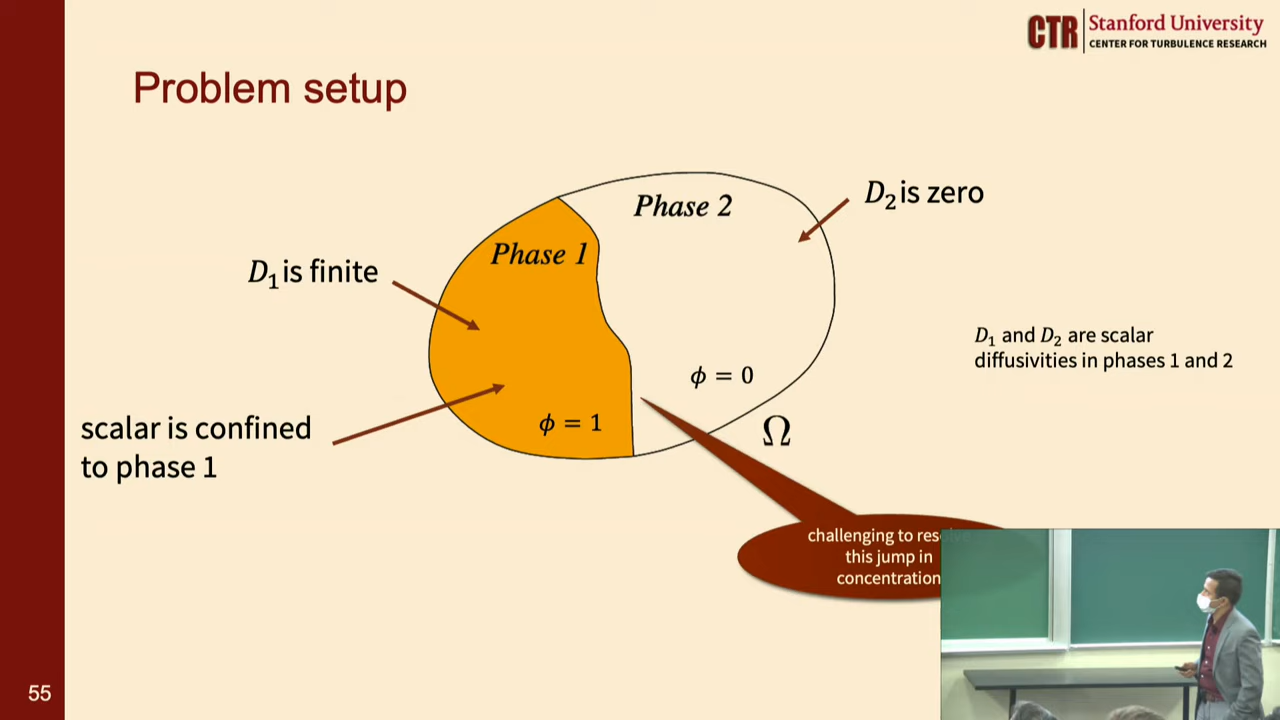 CTR
Stanford University
CENTER FOR TURBULENCE RESEARCH
Problem setup
Phase 2
D₂ is zero
Phase 1
D₁ is finite
D₁ and D₂ are scalar
diffusivities in phases 1 and 2
ϕ = 0
scalar is confined
to phase 1
ϕ = 1
Ω
challenging to resolve
this jump in
concentration
55